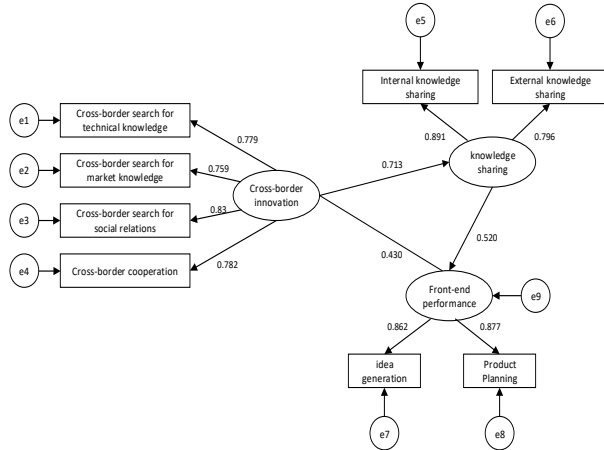 e5
e6
Internal knowledge
sharing
External knowledge
sharing
e1
Cross-border search for
technical knowledge
0.779
0.891
0.796
e2
Cross-border search for
market knowledge
0.759
0.713
knowledge
sharing
Cross-border
innovation
e3
Cross-border search for
social relations
0.83
e4
Cross-border cooperation
0.782
0.430
0.520
Front-end
performance
e9
0.862
0.877
idea
generation
Product
Planning
e7
e8